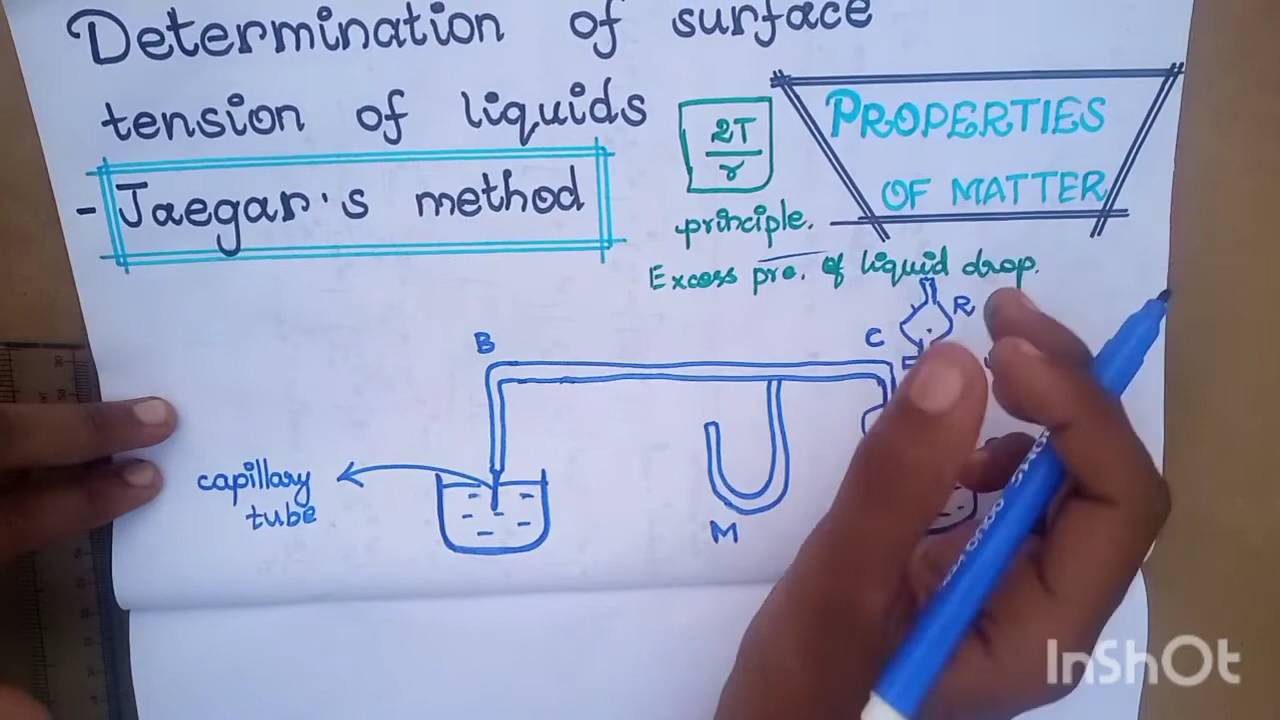 Determination of surface
tension of liquids
- Jaegar's method
2T
r
principle.
Excess pre. of liquid drop.
PROPERTIES
OF MATTER
B
C
R
capillary
tube
M
InShOt